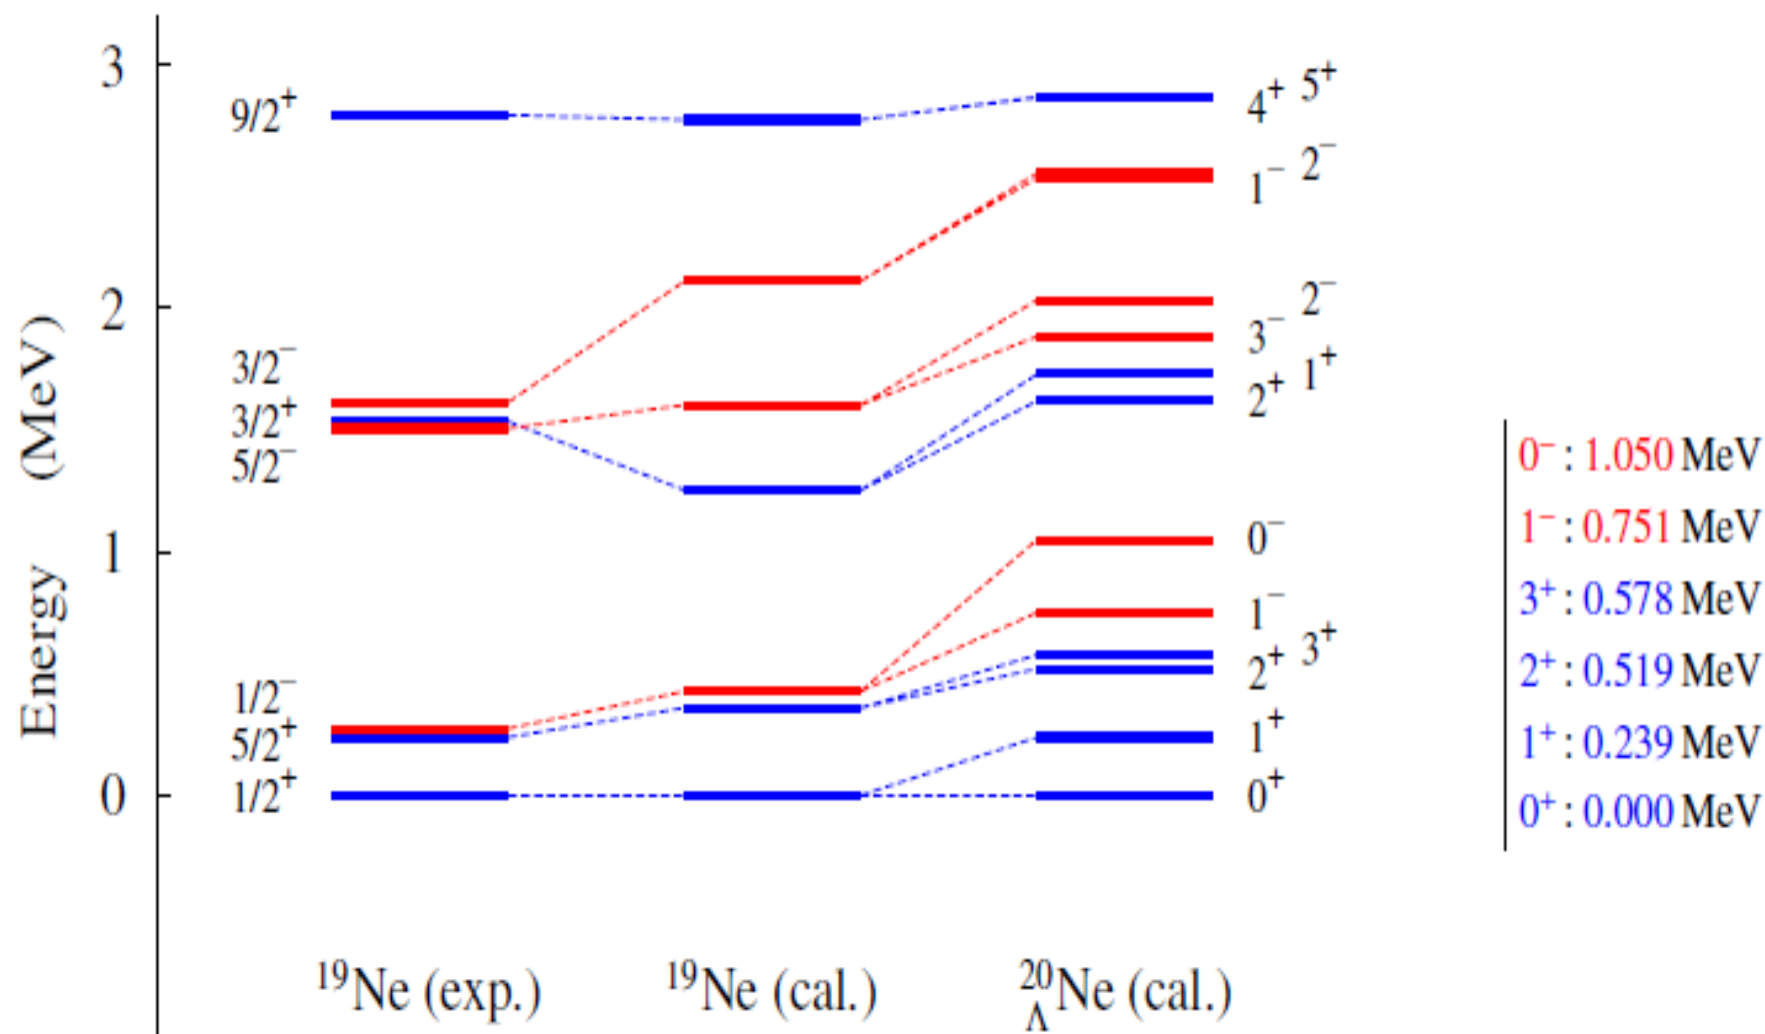 Energy (MeV)
3
2
1
0
9/2⁺
3/2⁻
3/2⁺
5/2⁻
1/2⁻
5/2⁺
1/2⁺
4⁺ 5⁺
1⁻ 2⁻
2⁻
3⁻
2⁺ 1⁺
0⁻
1⁻
2⁺ 3⁺
1⁺
0⁺
0⁻ : 1.050 MeV
1⁻ : 0.751 MeV
3⁺ : 0.578 MeV
2⁺ : 0.519 MeV
1⁺ : 0.239 MeV
0⁺ : 0.000 MeV
¹⁹Ne (exp.)
¹⁹Ne (cal.)
²⁰ΛNe (cal.)